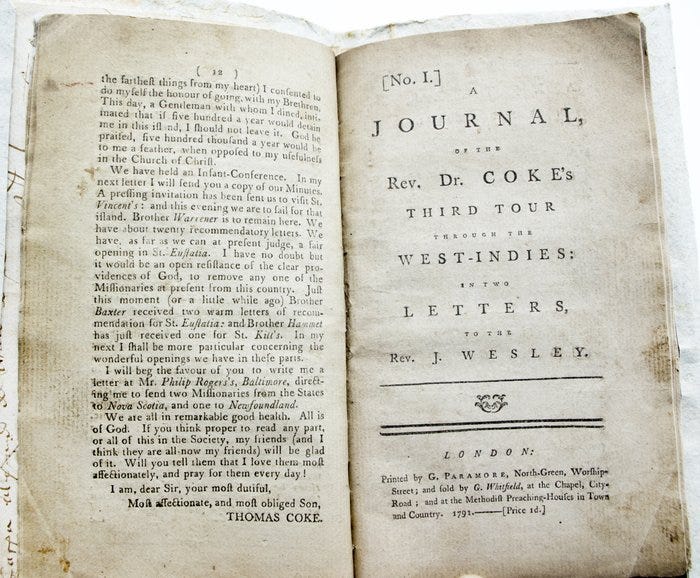 ( 12 )
the fartheſt things from my heart) I conſented to
do myſelf the honour of going with my Brethren.
This day, a Gentleman with whom I dined, inti-
mated that if five hundred a year would detain
me in this iſl nd, I ſhould not leave it. God be
praiſed, five hundred thouſand a year would be
to me a feather, when oppoſed to my uſefulneſs
in the Church of Chriſt.
We have held an Infant-Conference. In my
next letter I will ſend you a copy of our Minutes.
A preſſing invitation has been ſent us to viſit St.
Vincent's: and this evening we are to ſail for that
iſland. Brother Warrener is to remain here. We
have about twenty recommendatory letters. We
have, as far as we can at preſent judge, a fair
opening in St. Euſtatia. I have no doubt but
it would be an open reſiſtance of the clear pro-
vidences of God, to remove any one of the
Miſſionaries at preſent from this country. Juſt
this moment (or a little while ago) Brother
Baxter received two warm letters of recom-
mendation for St. Euſtatia: and Brother Hammet
has juſt received one for St. Kitt's. In my
next I ſhall be more particular concerning the
wonderful openings we have in theſe parts.
I will beg the favour of you to write me a
letter at Mr. Philip Rogers's, Baltimore, direct-
ing me to ſend two Miſſionaries from the States
to Nova Scotia, and one to Newfoundland.
We are all in remarkable good health. All is
of God. If you think proper to read any part,
or all of this in the Society, my friends (and I
think they are all now my friends) will be glad
of it. Will you tell them that I love them moſt
affectionately, and pray for them every day!
I am, dear Sir, your moſt dutiful,
Moſt affectionate, and moſt obliged Son,
THOMAS COKE.
[No. I.]
A
JOURNAL,
OF THE
Rev. Dr. COKE's
THIRD TOUR
THROUGH THE
WEST-INDIES:
IN TWO
LETTERS,
TO THE
Rev. J. WESLEY.
LONDON:
Printed by G. PARAMORE, North-Green, Worſhip-
Street; and ſold by G. Whitfield, at the Chapel, City-
Road; and at the Methodiſt Preaching-Houſes in Town
and Country. 1791.——[Price 1d.]